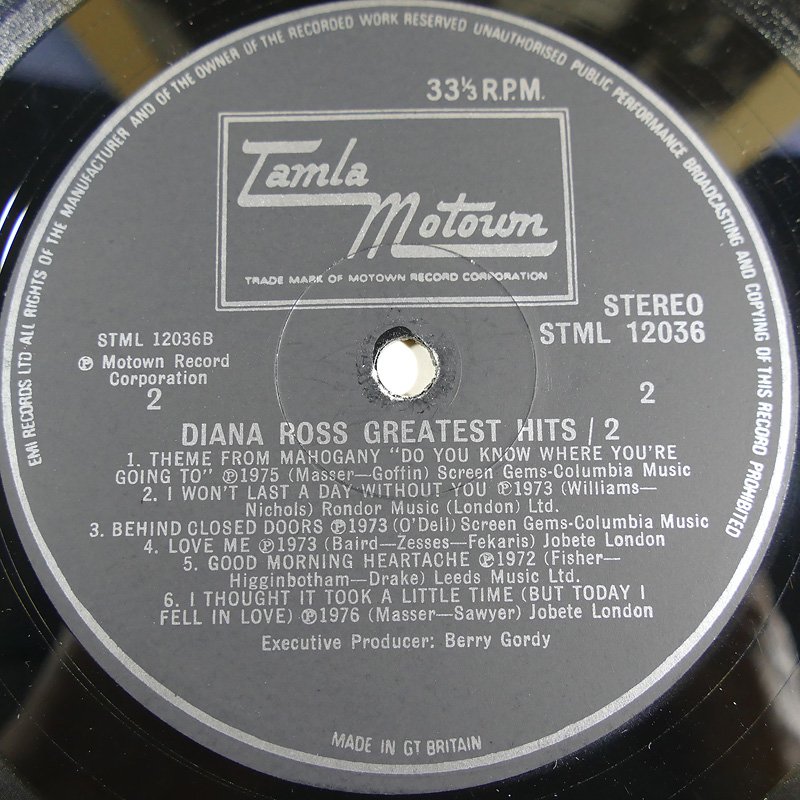 EMI RECORDS LTD ALL RIGHTS OF THE MANUFACTURER AND OF THE OWNER OF THE RECORDED WORK RESERVED UNAUTHORISED PUBLIC PERFORMANCE BROADCASTING AND COPYING OF THIS RECORD PROHIBITED
33⅓ R.P.M.
Tamla
Motown
TRADE MARK OF MOTOWN RECORD CORPORATION
STEREO
STML 12036
STML 12036B
℗ Motown Record
Corporation
2
2
DIANA ROSS GREATEST HITS / 2
1. THEME FROM MAHOGANY "DO YOU KNOW WHERE YOU'RE
GOING TO" ℗1975 (Masser—Goffin) Screen Gems-Columbia Music
2. I WON'T LAST A DAY WITHOUT YOU ℗1973 (Williams—
Nichols) Rondor Music (London) Ltd.
3. BEHIND CLOSED DOORS ℗1973 (O'Dell) Screen Gems-Columbia Music
4. LOVE ME ℗1973 (Baird—Zesses—Fekaris) Jobete London
5. GOOD MORNING HEARTACHE ℗1972 (Fisher—
Higginbotham—Drake) Leeds Music Ltd.
6. I THOUGHT IT TOOK A LITTLE TIME (BUT TODAY I
FELL IN LOVE) ℗1976 (Masser—Sawyer) Jobete London
Executive Producer: Berry Gordy
MADE IN GT BRITAIN